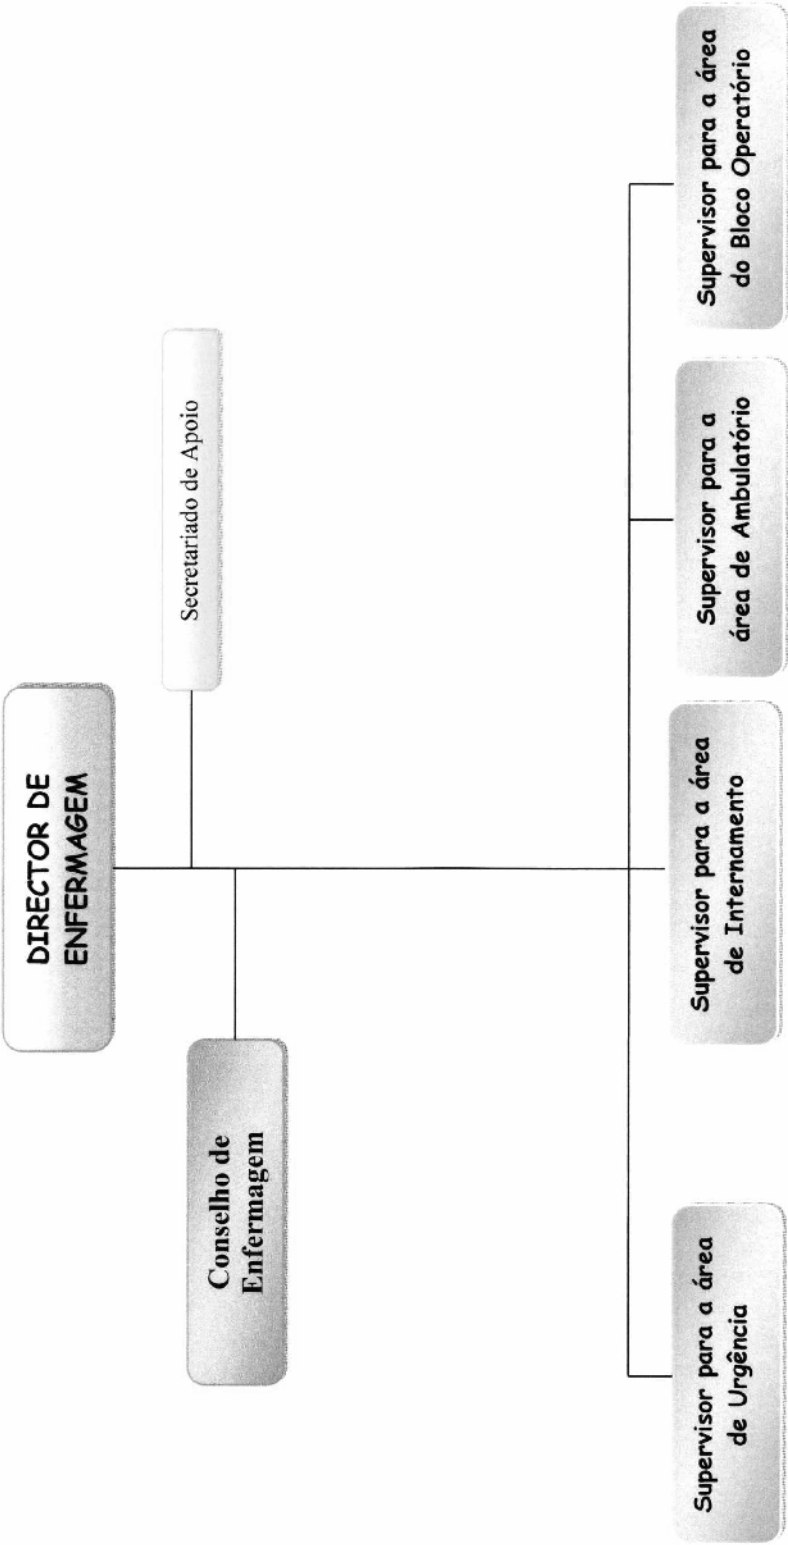 DIRECTOR DE
ENFERMAGEM
Secretariado de Apoio
Conselho de
Enfermagem
Supervisor para a área
de Urgência
Supervisor para a área
de Internamento
Supervisor para a
área de Ambulatório
Supervisor para a área
do Bloco Operatório